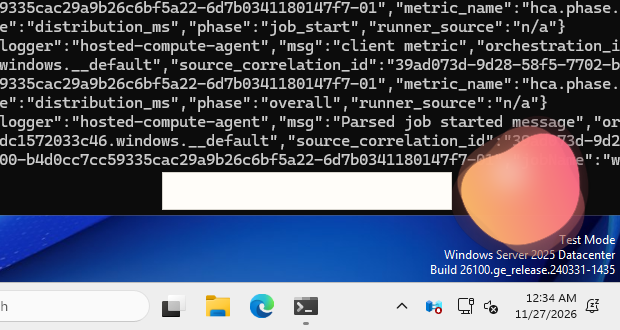 9335cac29a9b26c6bf5a22-6d7b0341180147f7-01","metric_name":"hca.phase.
e":"distribution_ms","phase":"job_start","runner_source":"n/a"}
logger":"hosted-compute-agent","msg":"client metric","orchestration_i
windows.__default","source_correlation_id":"39ad073d-9d28-58f5-7702-b
9335cac29a9b26c6bf5a22-6d7b0341180147f7-01","metric_name":"hca.phase.
e":"distribution_ms","phase":"overall","runner_source":"n/a"}
logger":"hosted-compute-agent","msg":"Parsed job started message","or
dc1572033c46.windows.__default","source_correlation_id":"39ad073d-9d2
00-b4d0cc7cc59335cac29a9b26c6bf5a22-6d7b0341180147f7-01
Test Mode
Windows Server 2025 Datacenter
Build 26100.ge_release.240331-1435
h
12:34 AM
11/27/2026